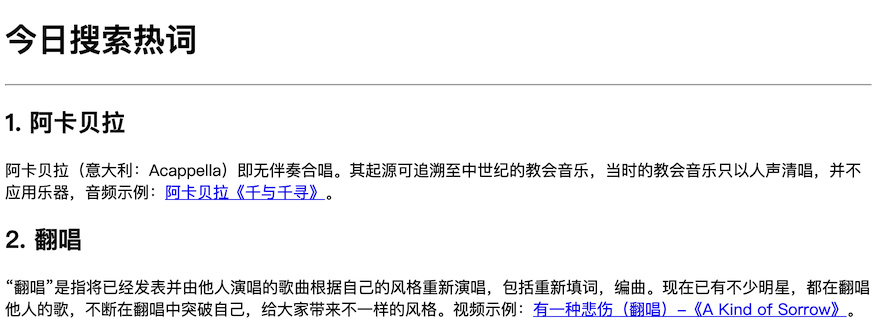 今日搜索热词
1. 阿卡贝拉
阿卡贝拉（意大利：Acappella）即无伴奏合唱。其起源可追溯至中世纪的教会音乐，当时的教会音乐只以人声清唱，并不
应用乐器，音频示例：阿卡贝拉《千与千寻》。
2. 翻唱
“翻唱”是指将已经发表并由他人演唱的歌曲根据自己的风格重新演唱，包括重新填词，编曲。现在已有不少明星，都在翻唱
他人的歌，不断在翻唱中突破自己，给大家带来不一样的风格。视频示例：有一种悲伤（翻唱）-《A Kind of Sorrow》。